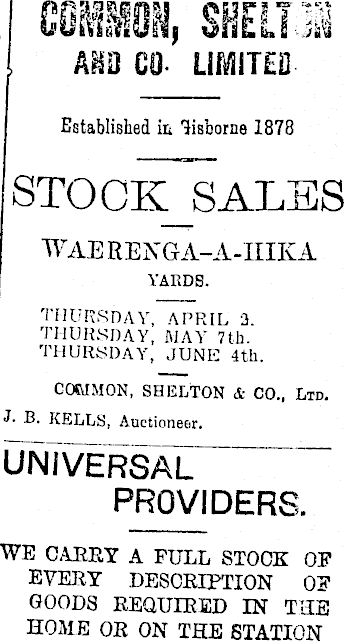 COMMON, SHELTON
AND CO. LIMITED
Established in Gisborne 1878
STOCK SALES
WAERENGA-A-HIKA
YARDS.
THURSDAY, APRIL 3.
THURSDAY, MAY 7th.
THURSDAY, JUNE 4th.
COMMON, SHELTON & CO., LTD.
J. B. KELLS, Auctioneer.
UNIVERSAL
PROVIDERS.
WE CARRY A FULL STOCK OF
EVERY DESCRIPTION OF
GOODS REQUIRED IN THE
HOME OR ON THE STATION